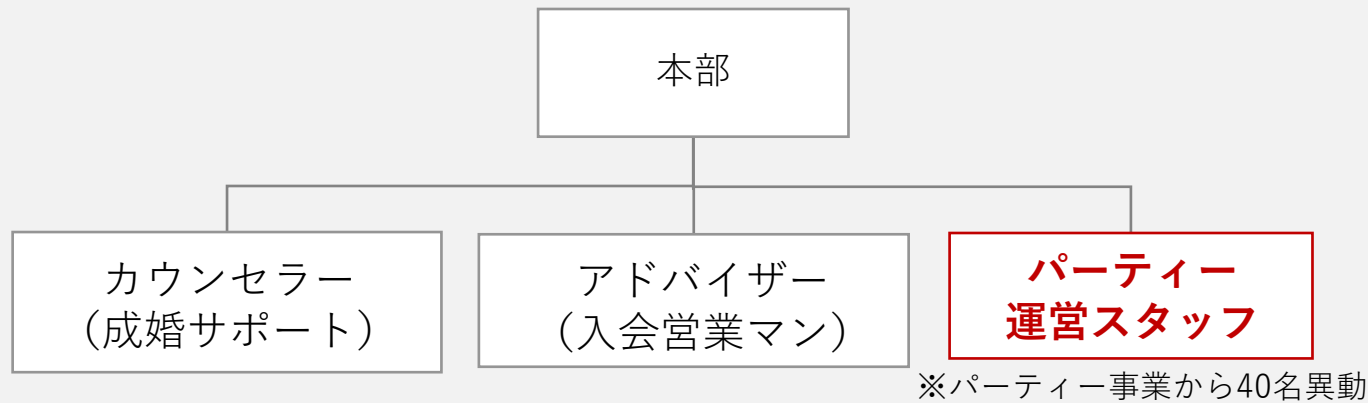 本部
カウンセラー
（成婚サポート）
アドバイザー
（入会営業マン）
パーティー
運営スタッフ
※パーティー事業から40名異動